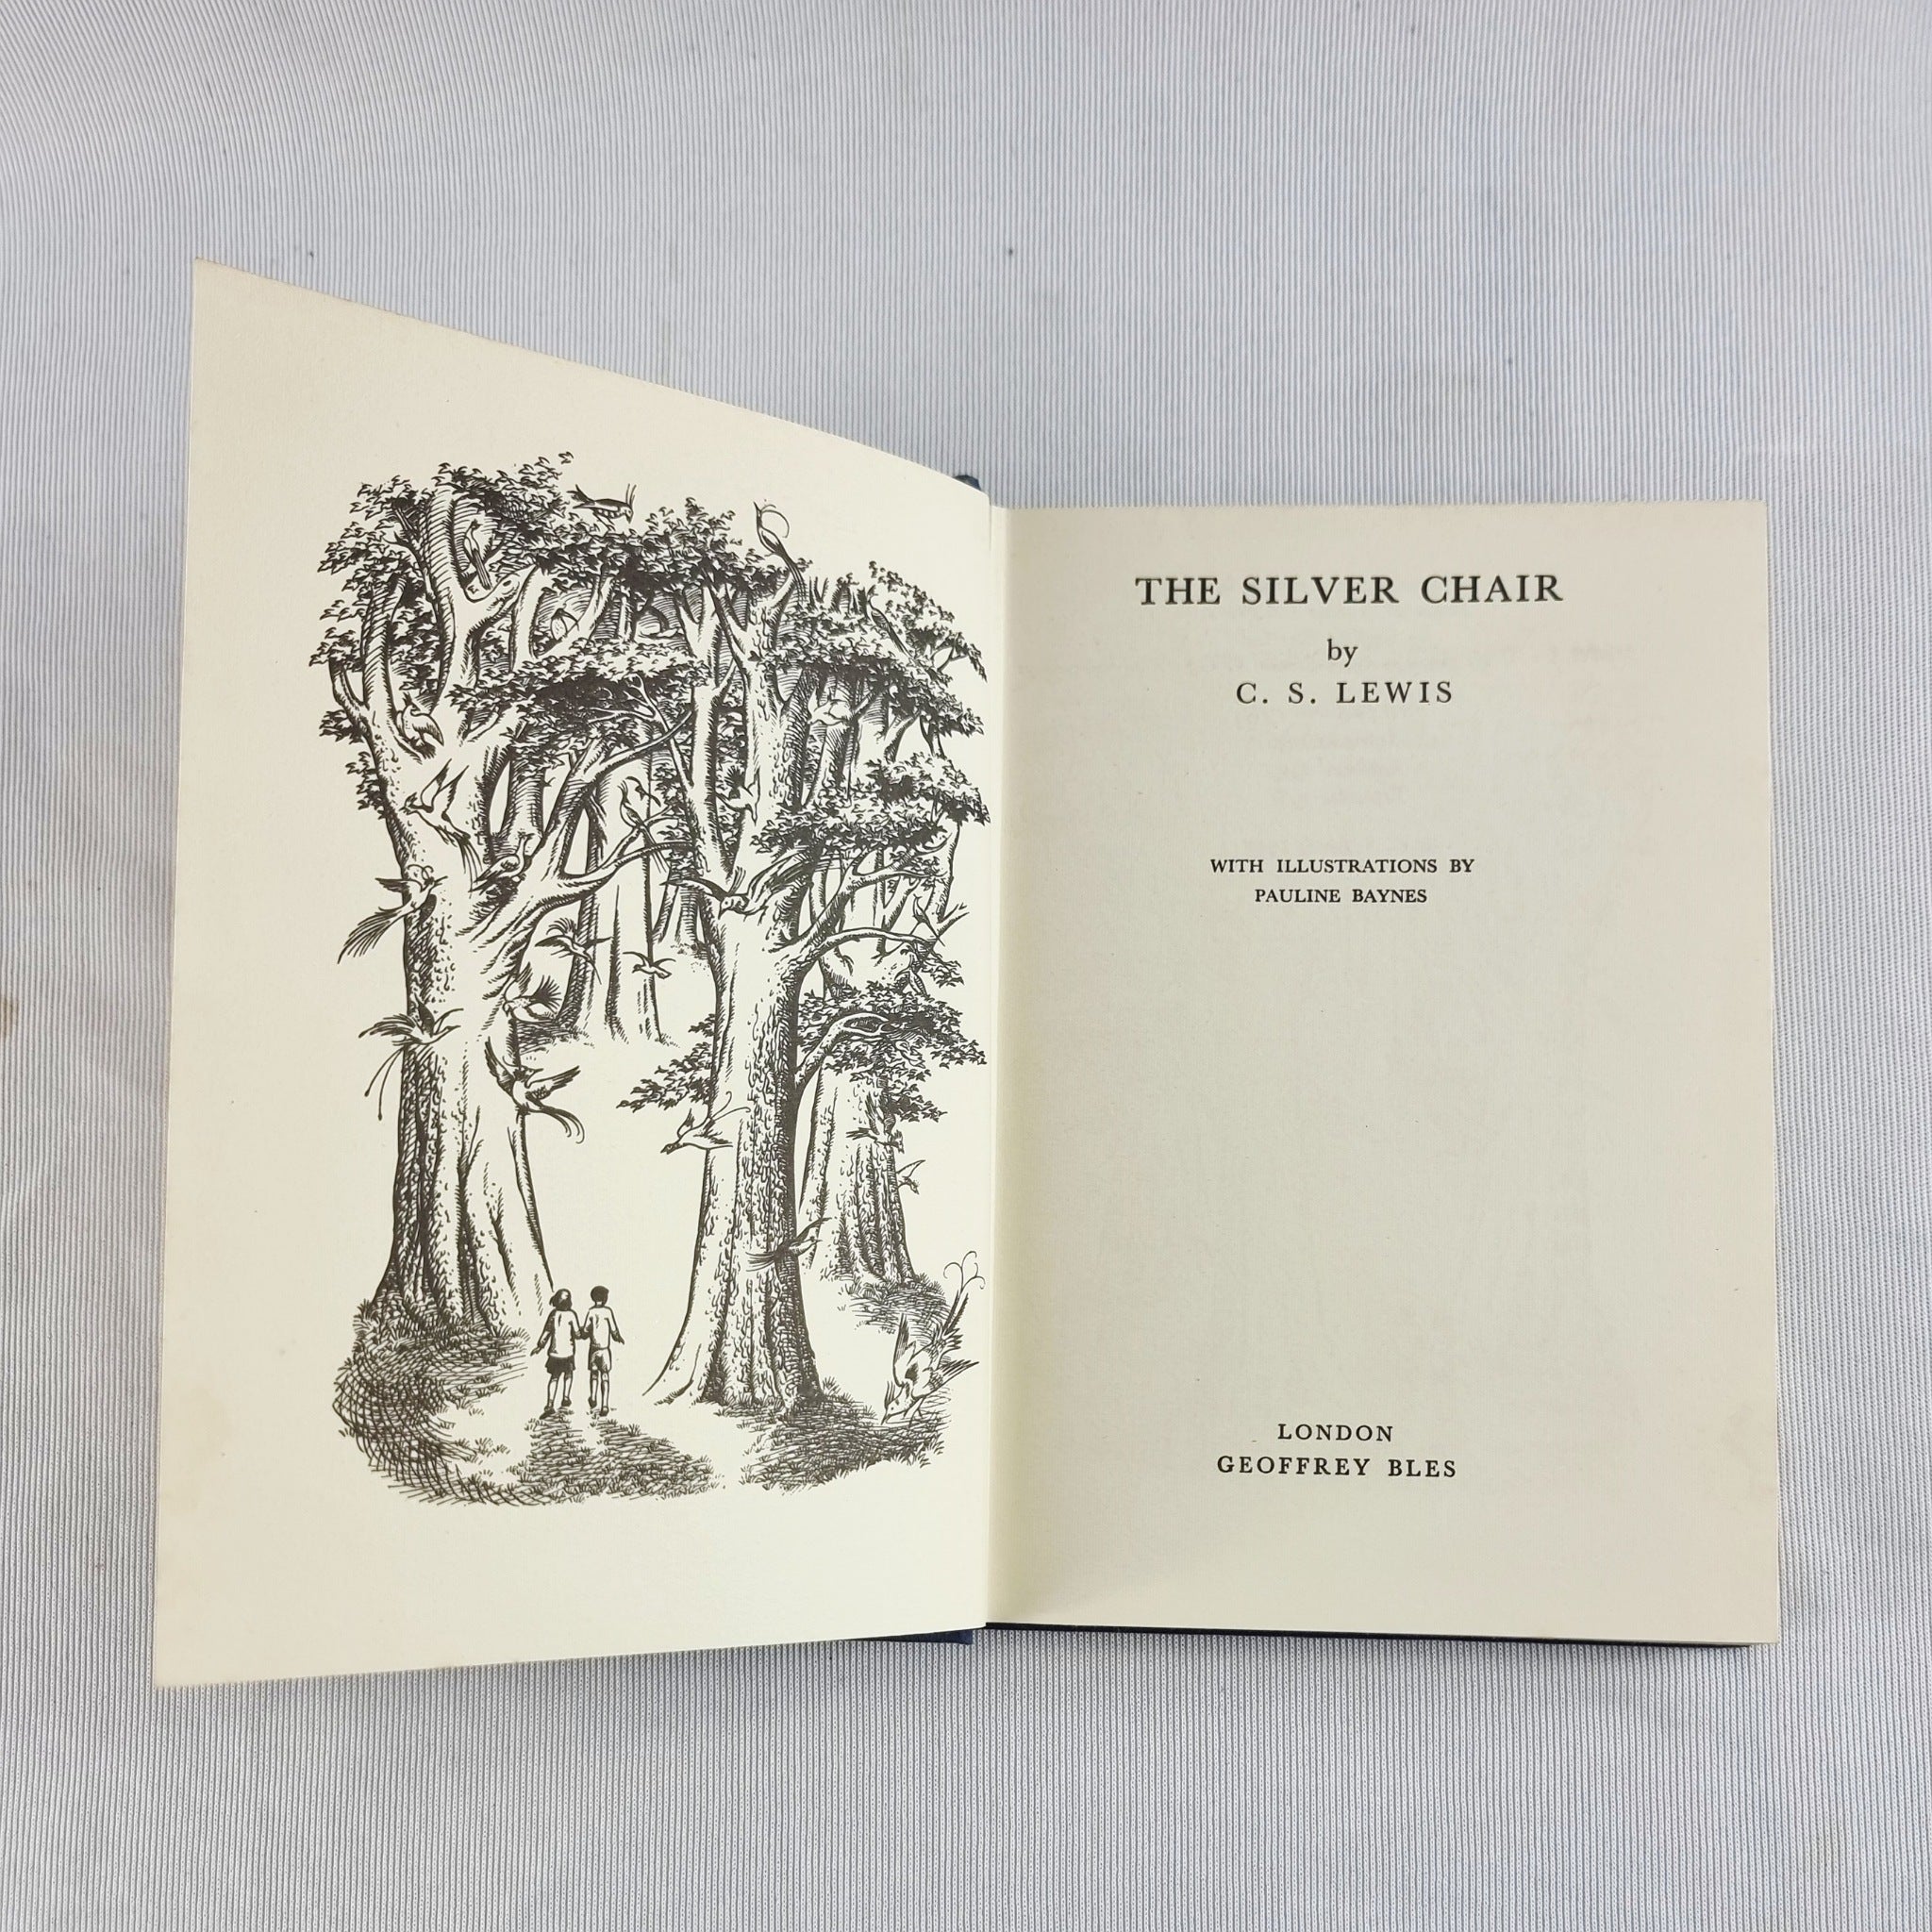 THE SILVER CHAIR
by
C. S. LEWIS
WITH ILLUSTRATIONS BY
PAULINE BAYNES
LONDON
GEOFFREY BLES